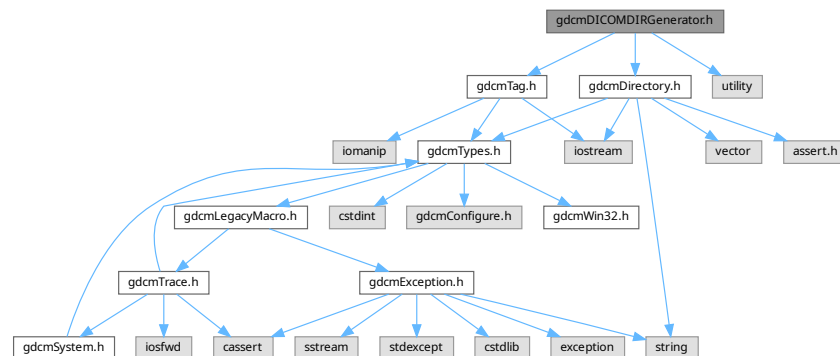 gdcmDICOMDIRGenerator.h
gdcmTag.h
gdcmDirectory.h
utility
iomanip
gdcmTypes.h
iostream
vector
assert.h
gdcmLegacyMacro.h
cstdint
gdcmConfigure.h
gdcmWin32.h
gdcmTrace.h
gdcmException.h
gdcmSystem.h
iosfwd
cassert
sstream
stdexcept
cstdlib
exception
string